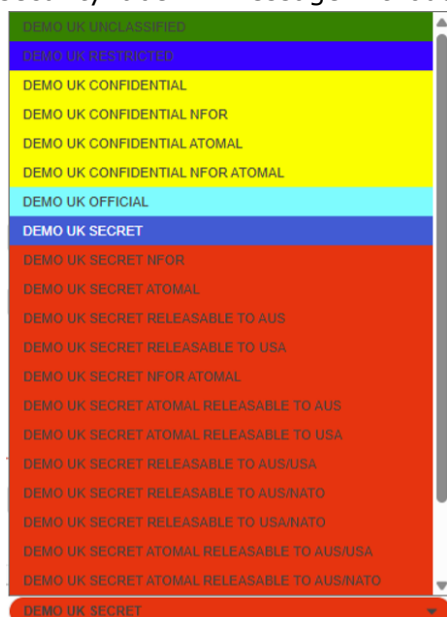 DEMO UK UNCLASSIFIED
DEMO UK RESTRICTED
DEMO UK CONFIDENTIAL
DEMO UK CONFIDENTIAL NFOR
DEMO UK CONFIDENTIAL ATOMAL
DEMO UK CONFIDENTIAL NFOR ATOMAL
DEMO UK OFFICIAL
DEMO UK SECRET
DEMO UK SECRET NFOR
DEMO UK SECRET ATOMAL
DEMO UK SECRET RELEASABLE TO AUS
DEMO UK SECRET RELEASABLE TO USA
DEMO UK SECRET NFOR ATOMAL
DEMO UK SECRET ATOMAL RELEASABLE TO AUS
DEMO UK SECRET ATOMAL RELEASABLE TO USA
DEMO UK SECRET RELEASABLE TO AUS/USA
DEMO UK SECRET RELEASABLE TO AUS/NATO
DEMO UK SECRET RELEASABLE TO USA/NATO
DEMO UK SECRET ATOMAL RELEASABLE TO AUS/USA
DEMO UK SECRET ATOMAL RELEASABLE TO AUS/NATO
DEMO UK SECRET